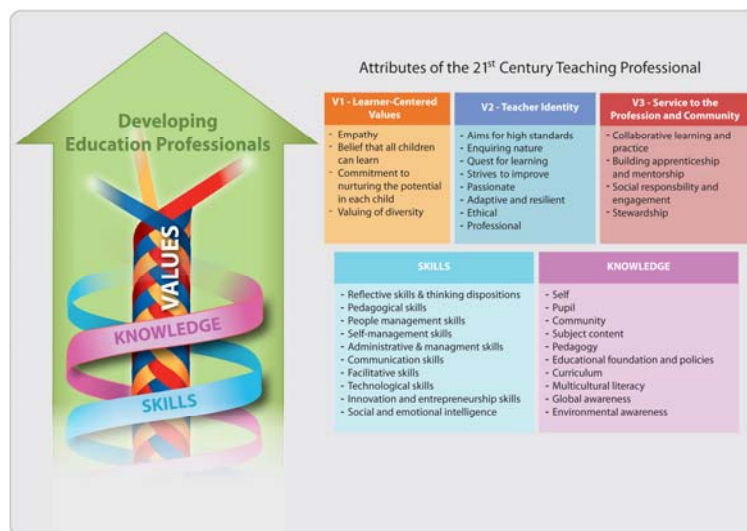 Developing
Education Professionals
VALUES
KNOWLEDGE
SKILLS
Attributes of the 21st Century Teaching Professional
V1 - Learner-Centered
Values
- Empathy
- Belief that all children
can learn
- Commitment to
nurturing the potential
in each child
- Valuing of diversity
V2 - Teacher Identity
- Aims for high standards
- Enquiring nature
- Quest for learning
- Strives to improve
- Passionate
- Adaptive and resilient
- Ethical
- Professional
V3 - Service to the
Profession and Community
- Collaborative learning and
practice
- Building apprenticeship
and mentorship
- Social responsbility and
engagement
- Stewardship
SKILLS
- Reflective skills & thinking dispositions
- Pedagogical skills
- People management skills
- Self-management skills
- Administrative & managment skills
- Communication skills
- Facilitative skills
- Technological skills
- Innovation and entrepreneurship skills
- Social and emotional intelligence
KNOWLEDGE
- Self
- Pupil
- Community
- Subject content
- Pedagogy
- Educational foundation and policies
- Curriculum
- Multicultural literacy
- Global awareness
- Environmental awareness